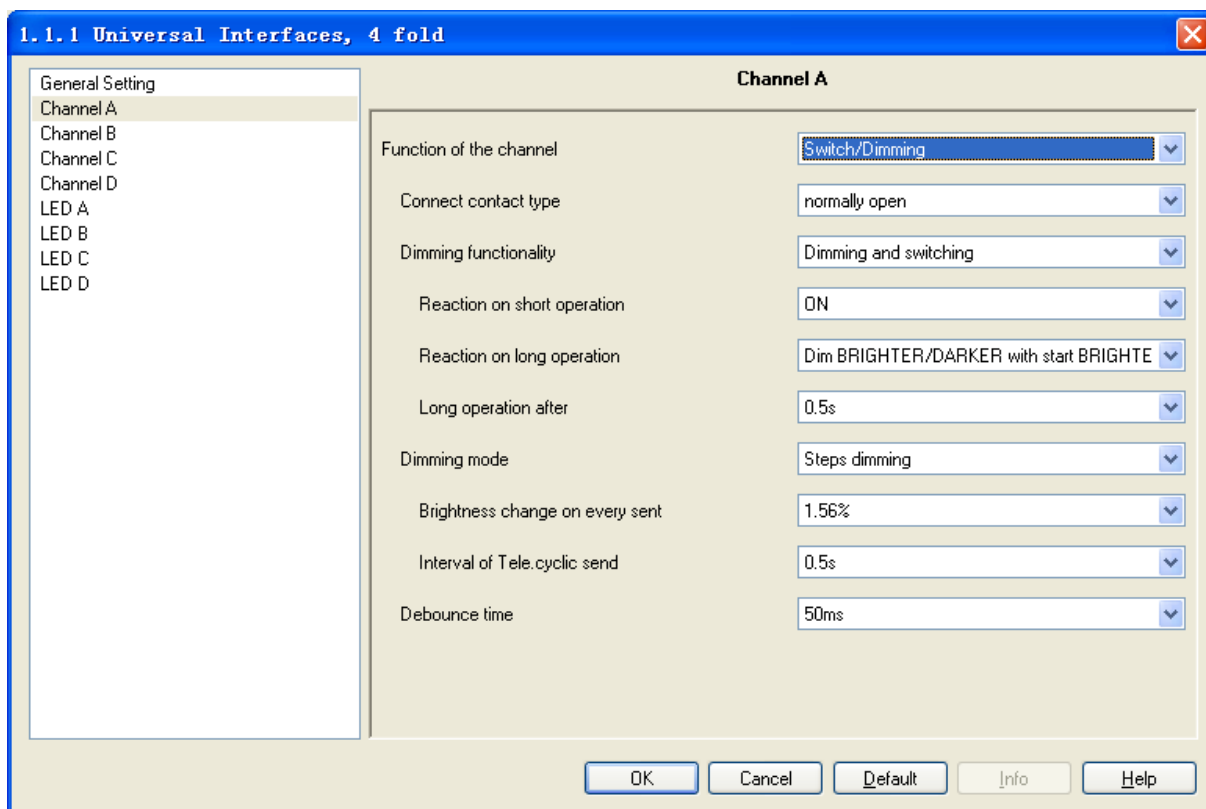 1.1.1 Universal Interfaces, 4 fold
General Setting
Channel A
Channel B
Channel C
Channel D
LED A
LED B
LED C
LED D
Channel A
Function of the channel Switch/Dimming
Connect contact type normally open
Dimming functionality Dimming and switching
Reaction on short operation ON
Reaction on long operation Dim BRIGHTER/DARKER with start BRIGHTE
Long operation after 0.5s
Dimming mode Steps dimming
Brightness change on every sent 1.56%
Interval of Tele.cyclic send 0.5s
Debounce time 50ms
OK Cancel Default Info Help